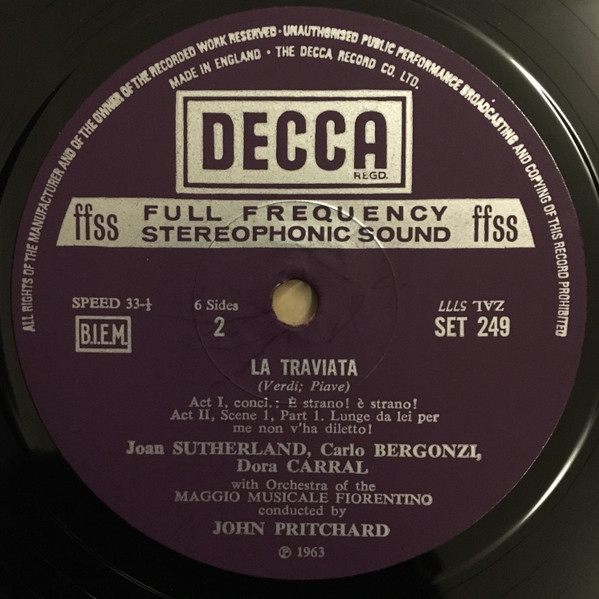 ALL RIGHTS OF THE MANUFACTURER AND OF THE OWNER OF THE RECORDED WORK RESERVED · UNAUTHORISED PUBLIC PERFORMANCE BROADCASTING AND COPYING OF THIS RECORD PROHIBITED
MADE IN ENGLAND · THE DECCA RECORD CO. LTD.
DECCA
REGD.
ffss FULL FREQUENCY STEREOPHONIC SOUND ffss
SPEED 33-⅓
6 Sides
ZAL 5777
B.I.E.M.
2
SET 249
LA TRAVIATA
(Verdi; Piave)
Act I, concl.: È strano! è strano!
Act II, Scene 1, Part 1. Lunge da lei per
me non v'ha diletto!
Joan SUTHERLAND, Carlo BERGONZI,
Dora CARRAL
with Orchestra of the
MAGGIO MUSICALE FIORENTINO
conducted by
JOHN PRITCHARD
℗ 1963